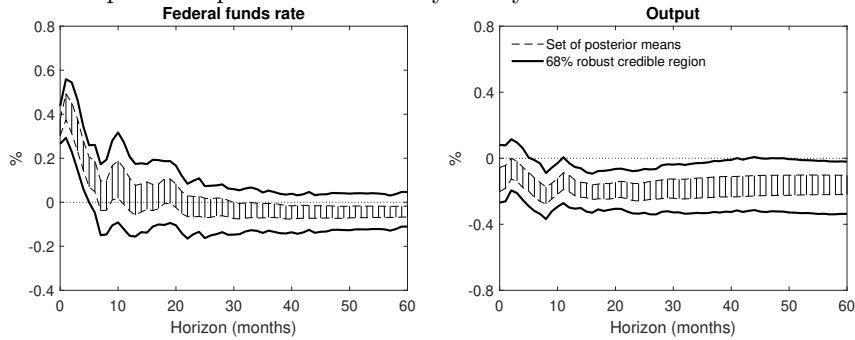 Federal funds rate
0.8
0.6
0.4
0.2
0
-0.2
-0.4
%
0 10 20 30 40 50 60
Horizon (months)
Output
Set of posterior means
68% robust credible region
0.8
0.4
0
-0.4
-0.8
%
0 10 20 30 40 50 60
Horizon (months)